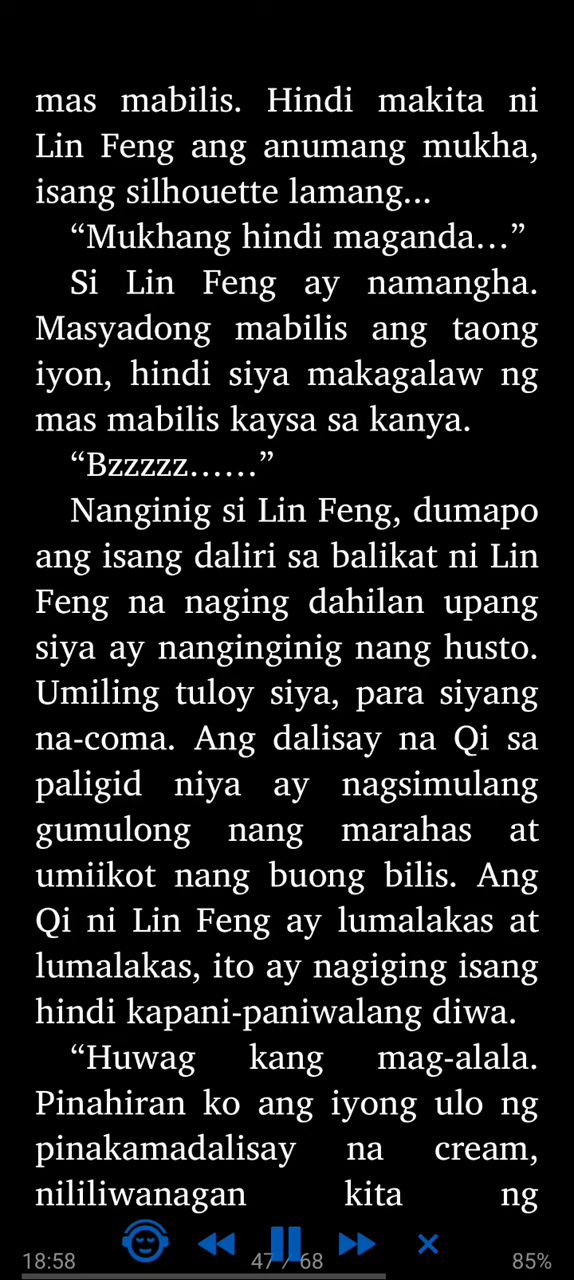 mas mabilis. Hindi makita ni
Lin Feng ang anumang mukha,
isang silhouette lamang...
“Mukhang hindi maganda...”
Si Lin Feng ay namangha.
Masyadong mabilis ang taong
iyon, hindi siya makagalaw ng
mas mabilis kaysa sa kanya.
“Bzzzzz......”
Nanginig si Lin Feng, dumapo
ang isang daliri sa balikat ni Lin
Feng na naging dahilan upang
siya ay nanginginig nang husto.
Umiling tuloy siya, para siyang
na-coma. Ang dalisay na Qi sa
paligid niya ay nagsimulang
gumulong nang marahas at
umiikot nang buong bilis. Ang
Qi ni Lin Feng ay lumalakas at
lumalakas, ito ay nagiging isang
hindi kapani-paniwalang diwa.
“Huwag kang mag-alala.
Pinahiran ko ang iyong ulo ng
pinakamadalisay na cream,
nililiwanagan kita ng
18:58 47 / 68 85%